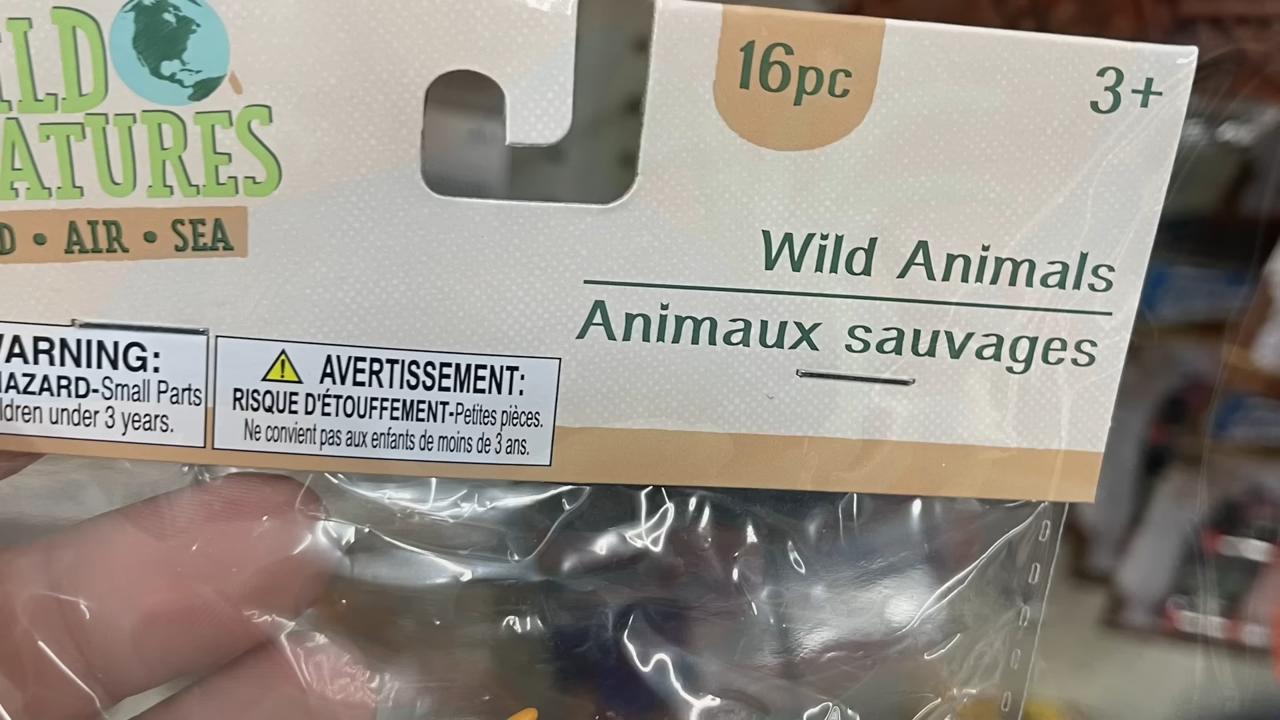 ILD
ATURES
D • AIR • SEA
16pc
3+
Wild Animals
Animaux sauvages
WARNING:
HAZARD-Small Parts
ldren under 3 years.
AVERTISSEMENT:
RISQUE D'ÉTOUFFEMENT-Petites pièces.
Ne convient pas aux enfants de moins de 3 ans.